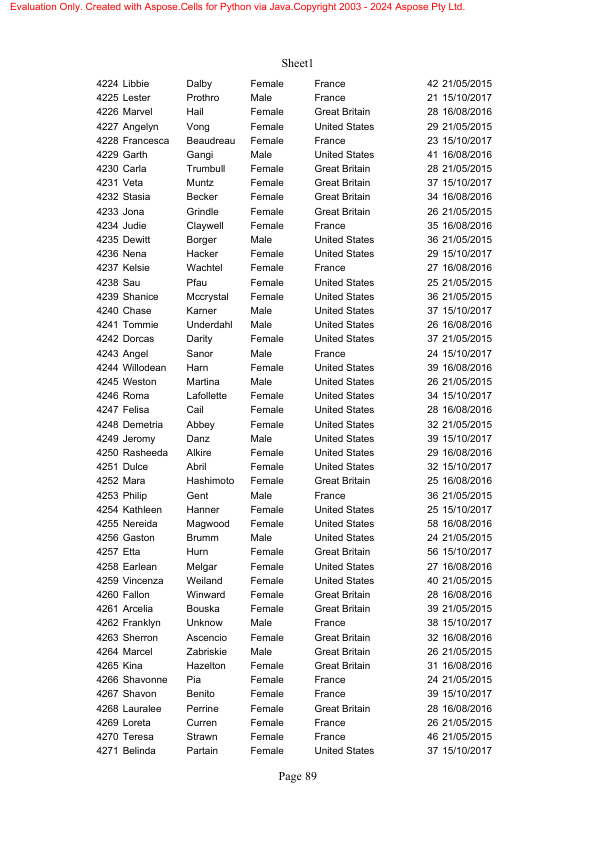 Evaluation Only. Created with Aspose.Cells for Python via Java.Copyright 2003 - 2024 Aspose Pty Ltd.
Sheet1
4224 Libbie Dalby Female France 42 21/05/2015
4225 Lester Prothro Male France 21 15/10/2017
4226 Marvel Hail Female Great Britain 28 16/08/2016
4227 Angelyn Vong Female United States 29 21/05/2015
4228 Francesca Beaudreau Female France 23 15/10/2017
4229 Garth Gangi Male United States 41 16/08/2016
4230 Carla Trumbull Female Great Britain 28 21/05/2015
4231 Veta Muntz Female Great Britain 37 15/10/2017
4232 Stasia Becker Female Great Britain 34 16/08/2016
4233 Jona Grindle Female Great Britain 26 21/05/2015
4234 Judie Claywell Female France 35 16/08/2016
4235 Dewitt Borger Male United States 36 21/05/2015
4236 Nena Hacker Female United States 29 15/10/2017
4237 Kelsie Wachtel Female France 27 16/08/2016
4238 Sau Pfau Female United States 25 21/05/2015
4239 Shanice Mccrystal Female United States 36 21/05/2015
4240 Chase Karner Male United States 37 15/10/2017
4241 Tommie Underdahl Male United States 26 16/08/2016
4242 Dorcas Darity Female United States 37 21/05/2015
4243 Angel Sanor Male France 24 15/10/2017
4244 Willodean Harn Female United States 39 16/08/2016
4245 Weston Martina Male United States 26 21/05/2015
4246 Roma Lafollette Female United States 34 15/10/2017
4247 Felisa Cail Female United States 28 16/08/2016
4248 Demetria Abbey Female United States 32 21/05/2015
4249 Jeromy Danz Male United States 39 15/10/2017
4250 Rasheeda Alkire Female United States 29 16/08/2016
4251 Dulce Abril Female United States 32 15/10/2017
4252 Mara Hashimoto Female Great Britain 25 16/08/2016
4253 Philip Gent Male France 36 21/05/2015
4254 Kathleen Hanner Female United States 25 15/10/2017
4255 Nereida Magwood Female United States 58 16/08/2016
4256 Gaston Brumm Male United States 24 21/05/2015
4257 Etta Hurn Female Great Britain 56 15/10/2017
4258 Earlean Melgar Female United States 27 16/08/2016
4259 Vincenza Weiland Female United States 40 21/05/2015
4260 Fallon Winward Female Great Britain 28 16/08/2016
4261 Arcelia Bouska Female Great Britain 39 21/05/2015
4262 Franklyn Unknow Male France 38 15/10/2017
4263 Sherron Ascencio Female Great Britain 32 16/08/2016
4264 Marcel Zabriskie Male Great Britain 26 21/05/2015
4265 Kina Hazelton Female Great Britain 31 16/08/2016
4266 Shavonne Pia Female France 24 21/05/2015
4267 Shavon Benito Female France 39 15/10/2017
4268 Lauralee Perrine Female Great Britain 28 16/08/2016
4269 Loreta Curren Female France 26 21/05/2015
4270 Teresa Strawn Female France 46 21/05/2015
4271 Belinda Partain Female United States 37 15/10/2017
Page 89